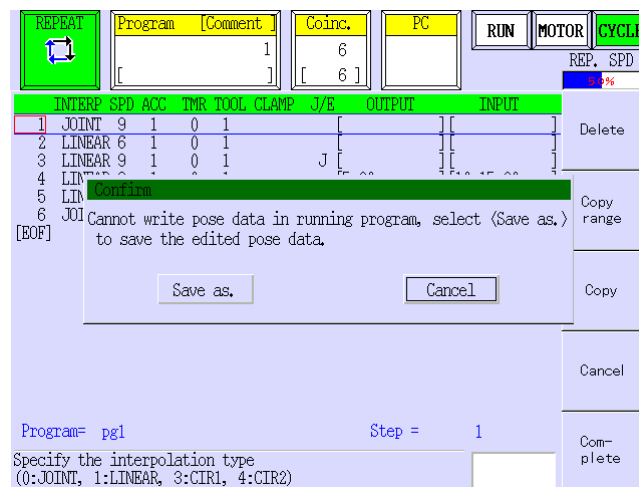 REPEAT
Program [Comment ]
1
[ ]
Coinc.
6
[ 6 ]
PC
RUN MOTOR CYCLE
REP. SPD
50%
INTERP SPD ACC TMR TOOL CLAMP J/E OUTPUT INPUT
1 JOINT 9 1 0 1 [ ][ ]
2 LINEAR 6 1 0 1 [ ][ ]
3 LINEAR 9 1 0 1 J [ ][ ]
4
5 LIN
6 JOI
[EOF]
Confirm
Cannot write pose data in running program, select <Save as.>
to save the edited pose data.
Save as. Cancel
Delete
Copy
range
Copy
Cancel
Com-
plete
Program= pg1 Step = 1
Specify the interpolation type
(0:JOINT, 1:LINEAR, 3:CIR1, 4:CIR2)